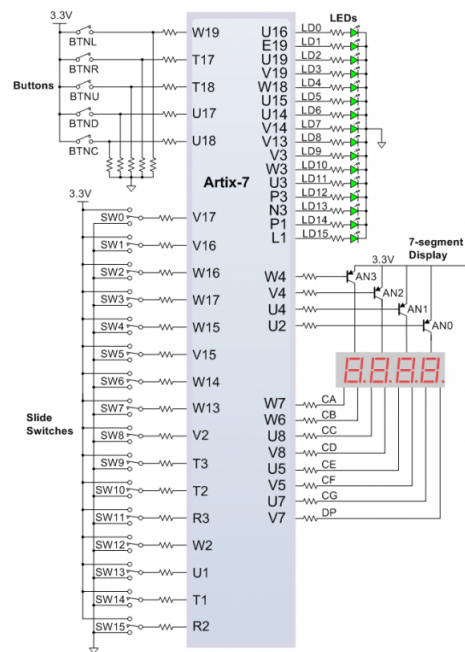 3.3V
BTNL
BTNR
Buttons
BTNU
BTND
BTNC
W19
T17
T18
U17
U18
3.3V
SW0
SW1
SW2
SW3
SW4
SW5
SW6
SW7
Slide
Switches
SW8
SW9
SW10
SW11
SW12
SW13
SW14
SW15
V17
V16
W16
W17
W15
V15
W14
W13
V2
T3
T2
R3
W2
U1
T1
R2
Artix-7
LEDs
U16 LD0
E19 LD1
U19 LD2
V19 LD3
W18 LD4
U15 LD5
U14 LD6
V14 LD7
V13 LD8
V3 LD9
W3 LD10
U3 LD11
P3 LD12
N3 LD13
P1 LD14
L1 LD15
7-segment
Display
3.3V
W4 AN3
V4 AN2
U4 AN1
U2 AN0
8.8.8.8.
W7 CA
W6 CB
U8 CC
V8 CD
U5 CE
V5 CF
U7 CG
V7 DP